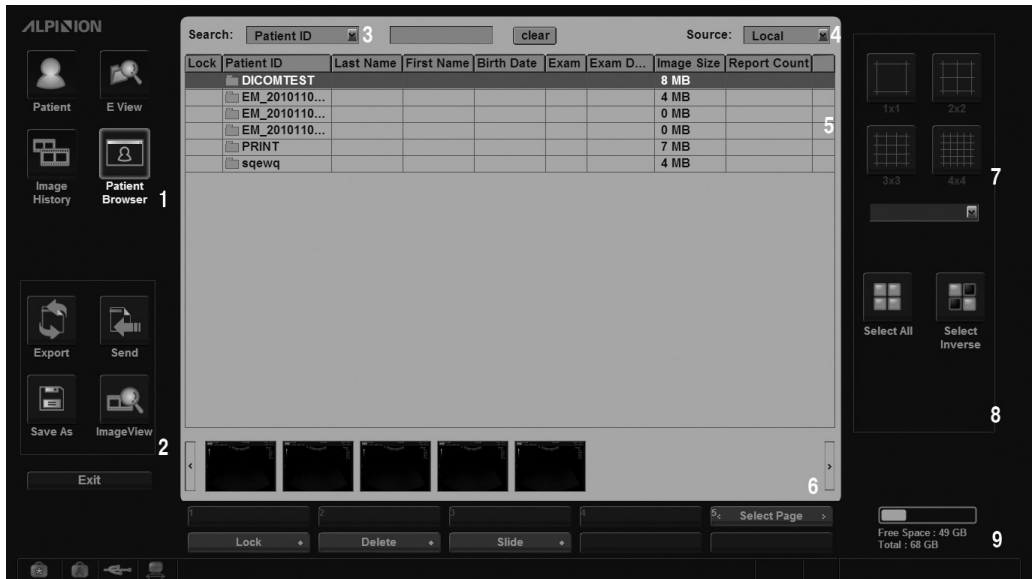 ALPINION
Search: Patient ID 3 clear Source: Local 4
Lock Patient ID Last Name First Name Birth Date Exam Exam D... Image Size Report Count
DICOMTEST 8 MB
EM_2010110... 4 MB
EM_2010110... 0 MB
EM_2010110... 0 MB
5
PRINT 7 MB
sqewq 4 MB
Patient E View
Image History
Patient Browser 1
Export Send
Save As ImageView 2
Exit
1x1 2x2
3x3 4x4 7
Select All Select Inverse
8
< > 6
1 2 3 4 5 < Select Page >
Lock Delete Slide
Free Space : 49 GB
Total : 68 GB 9